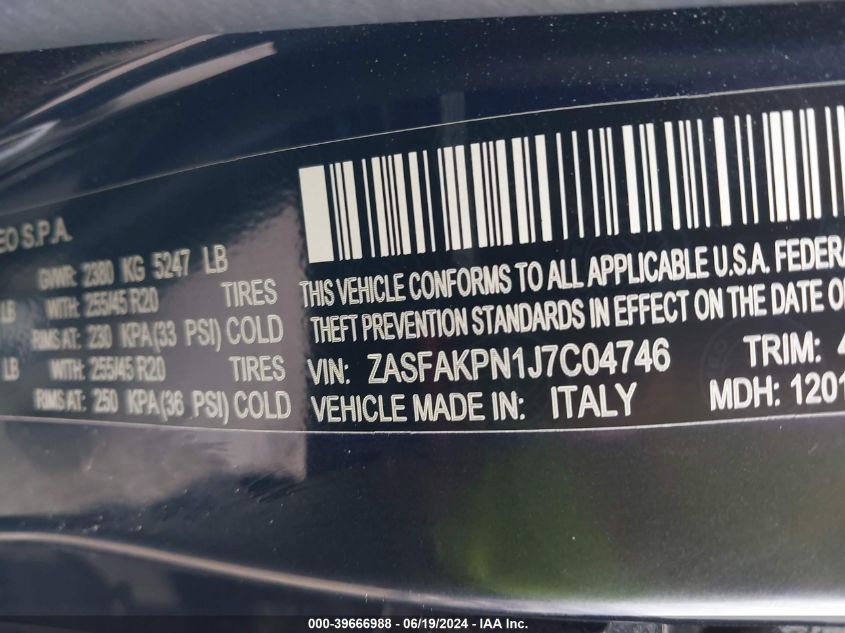 EO S.P.A.
GVWR: 2380 KG 5247 LB
LB WITH: 255/45 R20 TIRES
RIMS AT: 230 KPA(33 PSI) COLD
LB WITH: 255/45 R20 TIRES
RIMS AT: 250 KPA(36 PSI) COLD
THIS VEHICLE CONFORMS TO ALL APPLICABLE U.S.A. FEDERA
THEFT PREVENTION STANDARDS IN EFFECT ON THE DATE O
VIN: ZASFAKPN1J7C04746 TRIM: 4
VEHICLE MADE IN: ITALY MDH: 1201
000-39666988 - 06/19/2024 - IAA Inc.